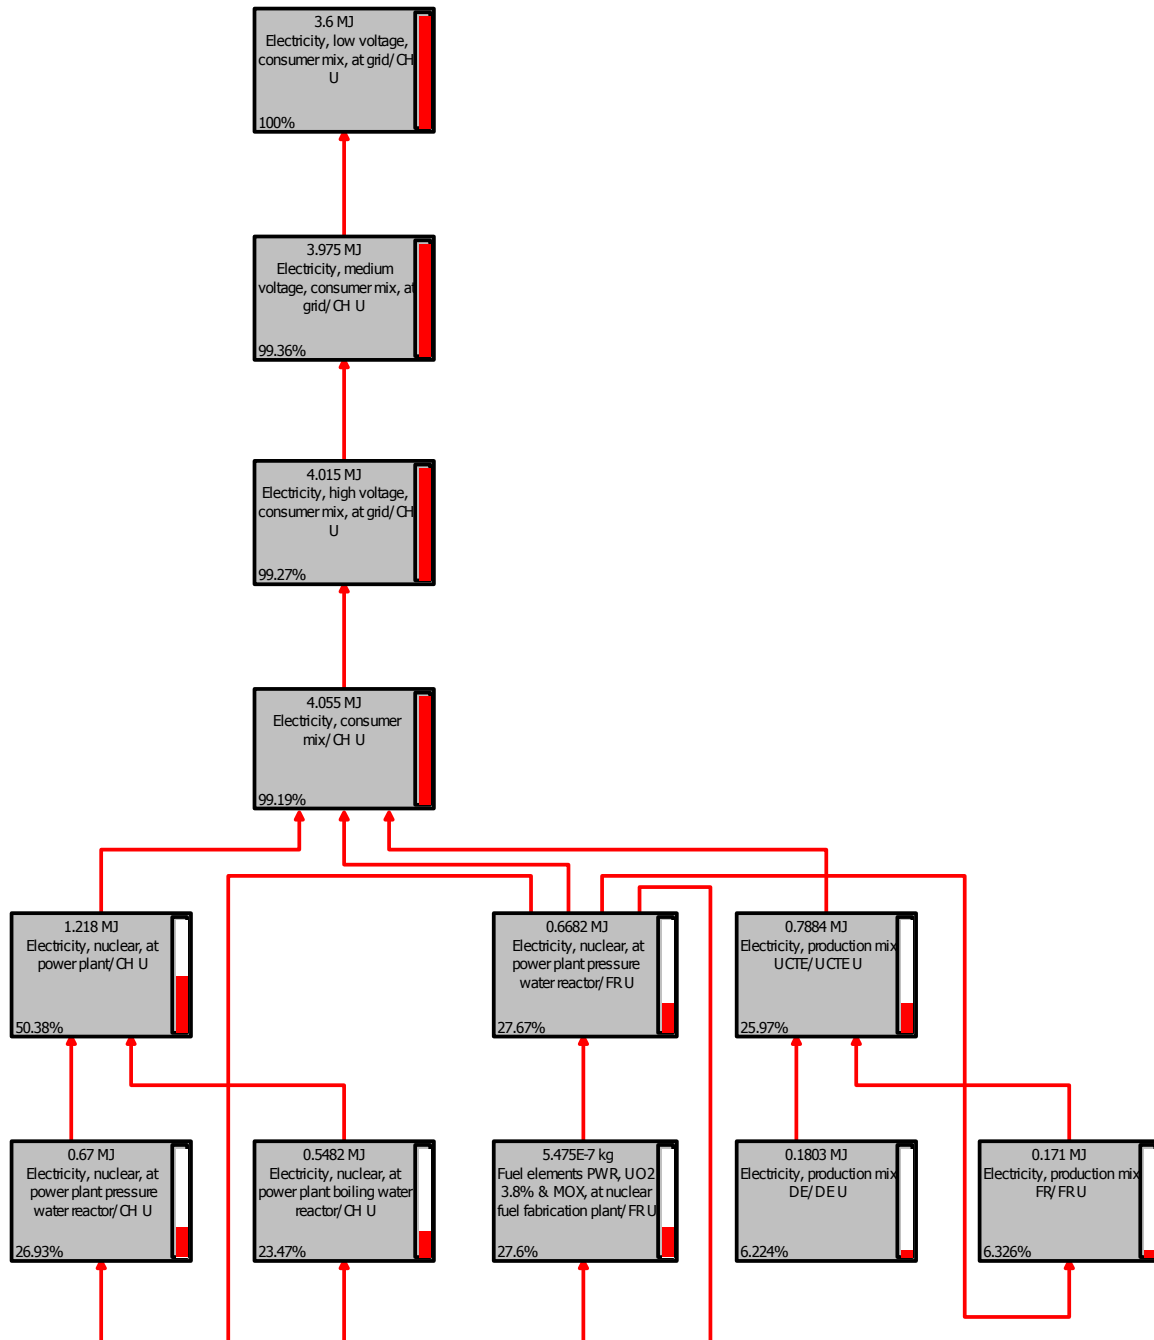 3.6 MJ
Electricity, low voltage,
consumer mix, at grid/CH
U
100%
3.975 MJ
Electricity, medium
voltage, consumer mix, at
grid/CH U
99.36%
4.015 MJ
Electricity, high voltage,
consumer mix, at grid/CH
U
99.27%
4.055 MJ
Electricity, consumer
mix/CH U
99.19%
1.218 MJ
Electricity, nuclear, at
power plant/CH U
50.38%
0.6682 MJ
Electricity, nuclear, at
power plant pressure
water reactor/FR U
27.67%
0.7884 MJ
Electricity, production mix
UCTE/UCTE U
25.97%
0.67 MJ
Electricity, nuclear, at
power plant pressure
water reactor/CH U
26.93%
0.5482 MJ
Electricity, nuclear, at
power plant boiling water
reactor/CH U
23.47%
5.475E-7 kg
Fuel elements PWR, UO2
3.8% & MOX, at nuclear
fuel fabrication plant/FR U
27.6%
0.1803 MJ
Electricity, production mix
DE/DE U
6.224%
0.171 MJ
Electricity, production mix
FR/FR U
6.326%